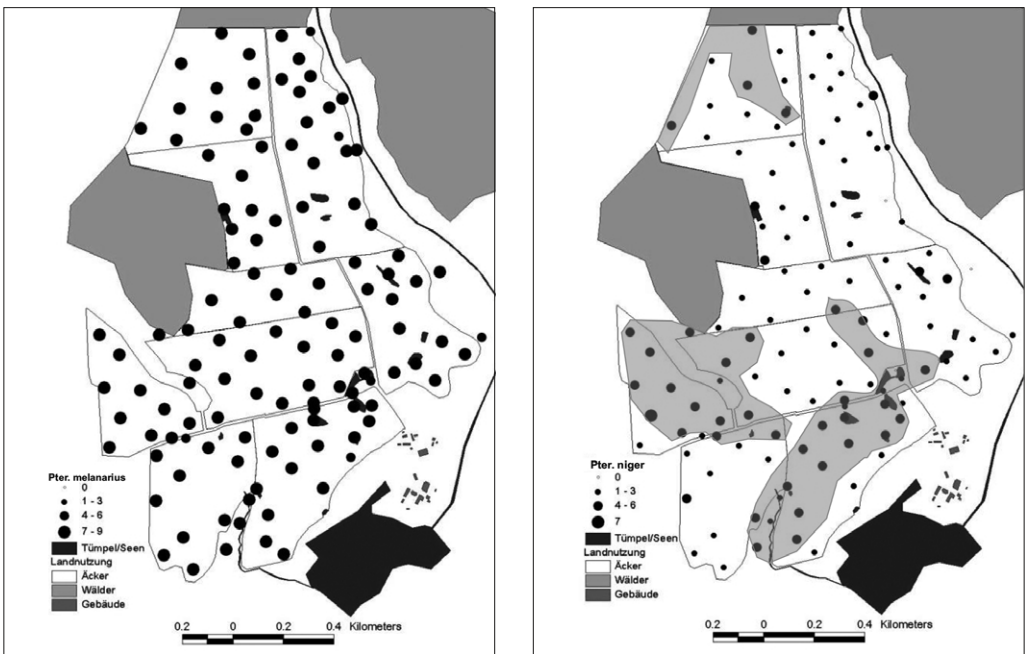 Pter. melanarius
0
1 - 3
4 - 6
7 - 9
Tümpel/Seen
Landnutzung
Äcker
Wälder
Gebäude
0.2 0 0.2 0.4 Kilometers
Pter. niger
0
1 - 3
4 - 6
7
Tümpel/Seen
Landnutzung
Äcker
Wälder
Gebäude
0.2 0 0.2 0.4 Kilometers